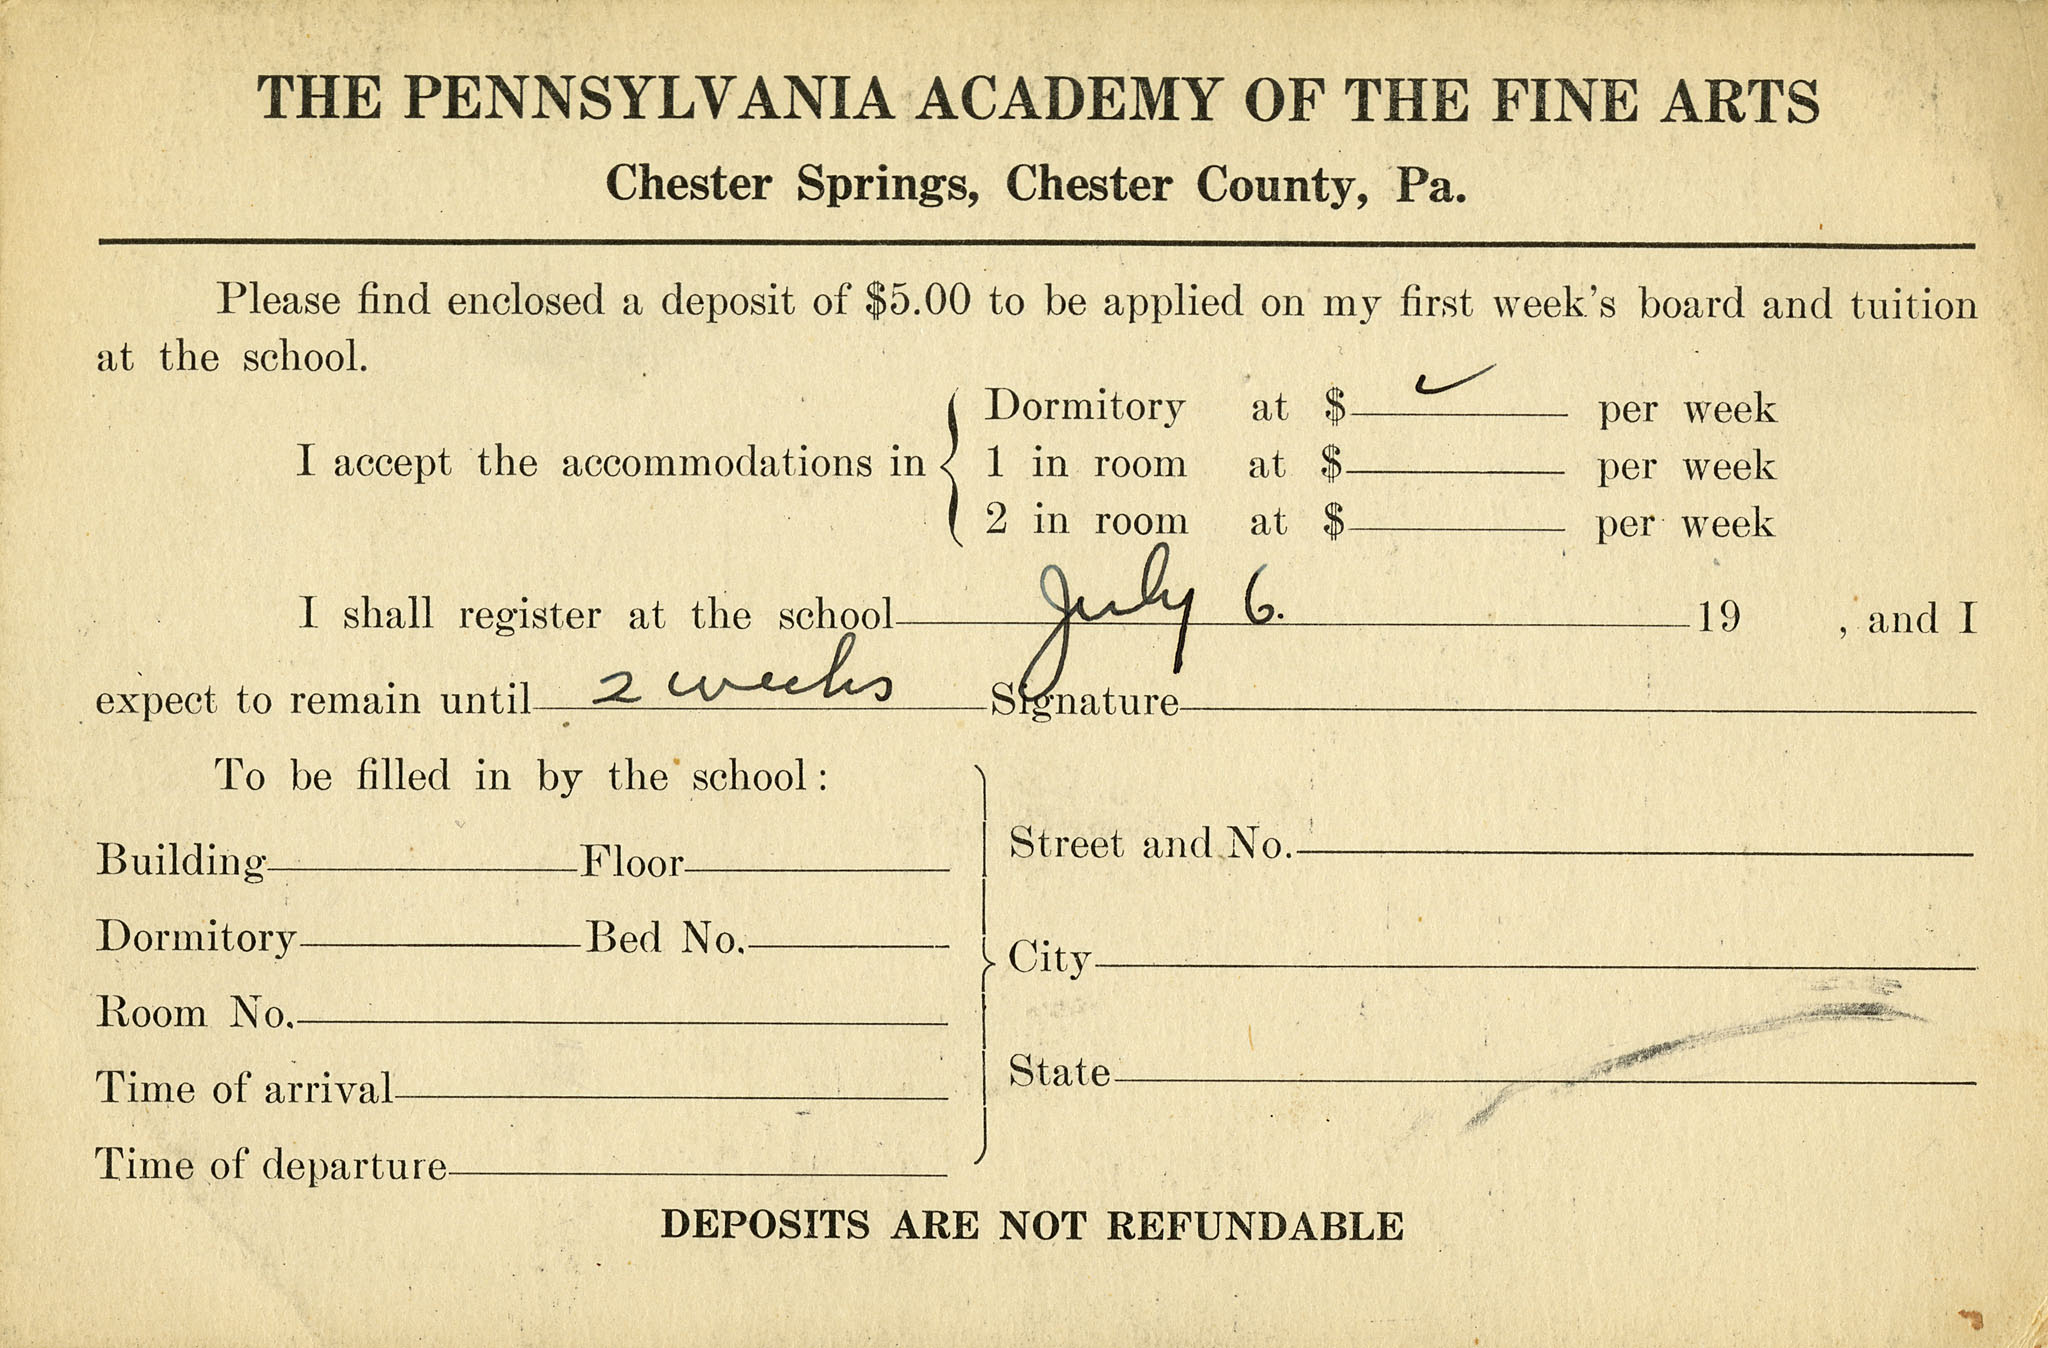 THE PENNSYLVANIA ACADEMY OF THE FINE ARTS
Chester Springs, Chester County, Pa.
Please find enclosed a deposit of $5.00 to be applied on my first week's board and tuition
at the school.
Dormitory at $ ✓ per week
I accept the accommodations in
1 in room at $ per week
2 in room at $ per week
I shall register at the school July 6. 19 , and I
expect to remain until 2 weeks Signature
To be filled in by the school:
Building Floor
Street and No.
Dormitory Bed No.
City
Room No.
State
Time of arrival
Time of departure
DEPOSITS ARE NOT REFUNDABLE